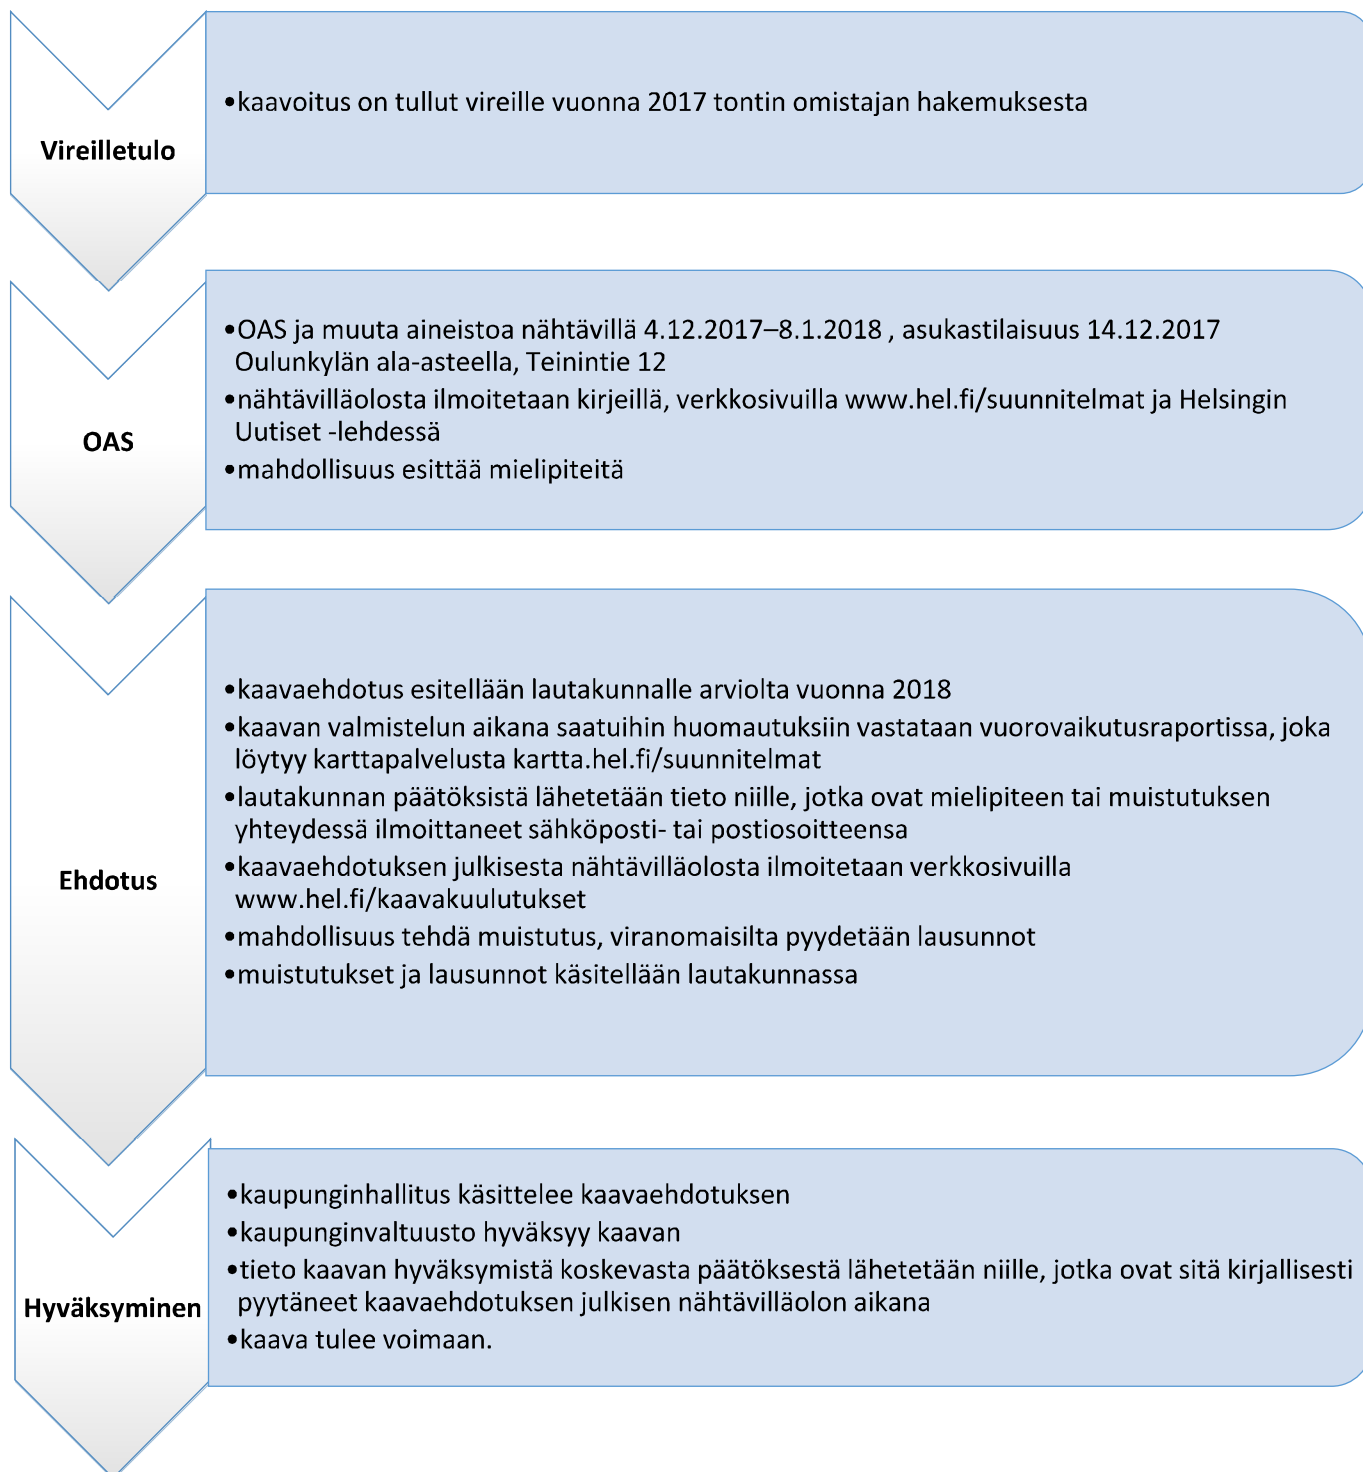 Vireilletulo
•kaavoitus on tullut vireille vuonna 2017 tontin omistajan hakemuksesta
OAS
•OAS ja muuta aineistoa nähtävillä 4.12.2017–8.1.2018 , asukastilaisuus 14.12.2017
Oulunkylän ala-asteella, Teinintie 12
•nähtävilläolosta ilmoitetaan kirjeillä, verkkosivuilla www.hel.fi/suunnitelmat ja Helsingin
Uutiset -lehdessä
•mahdollisuus esittää mielipiteitä
Ehdotus
•kaavaehdotus esitellään lautakunnalle arviolta vuonna 2018
•kaavan valmistelun aikana saatuihin huomautuksiin vastataan vuorovaikutusraportissa, joka
löytyy karttapalvelusta kartta.hel.fi/suunnitelmat
•lautakunnan päätöksistä lähetetään tieto niille, jotka ovat mielipiteen tai muistutuksen
yhteydessä ilmoittaneet sähköposti- tai postiosoitteensa
•kaavaehdotuksen julkisesta nähtävilläolosta ilmoitetaan verkkosivuilla
www.hel.fi/kaavakuulutukset
•mahdollisuus tehdä muistutus, viranomaisilta pyydetään lausunnot
•muistutukset ja lausunnot käsitellään lautakunnassa
Hyväksyminen
•kaupunginhallitus käsittelee kaavaehdotuksen
•kaupunginvaltuusto hyväksyy kaavan
•tieto kaavan hyväksymistä koskevasta päätöksestä lähetetään niille, jotka ovat sitä kirjallisesti
pyytäneet kaavaehdotuksen julkisen nähtävilläolon aikana
•kaava tulee voimaan.